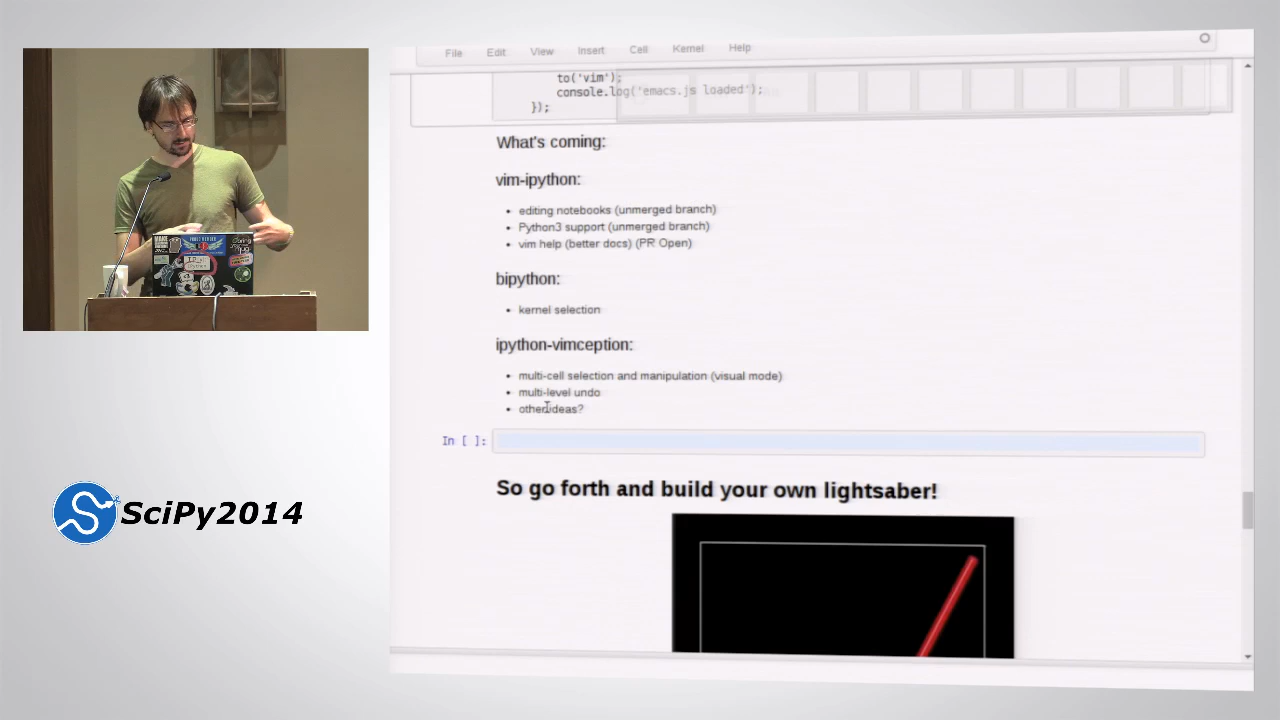 File Edit View Insert Cell Kernel Help
to('vim');
console.log('emacs.js loaded');
});
What's coming:
vim-ipython:
• editing notebooks (unmerged branch)
• Python3 support (unmerged branch)
• vim help (better docs) (PR Open)
bipython:
• kernel selection
ipython-vimception:
• multi-cell selection and manipulation (visual mode)
• multi-level undo
• other ideas?
In [ ]:
So go forth and build your own lightsaber!
SciPy2014